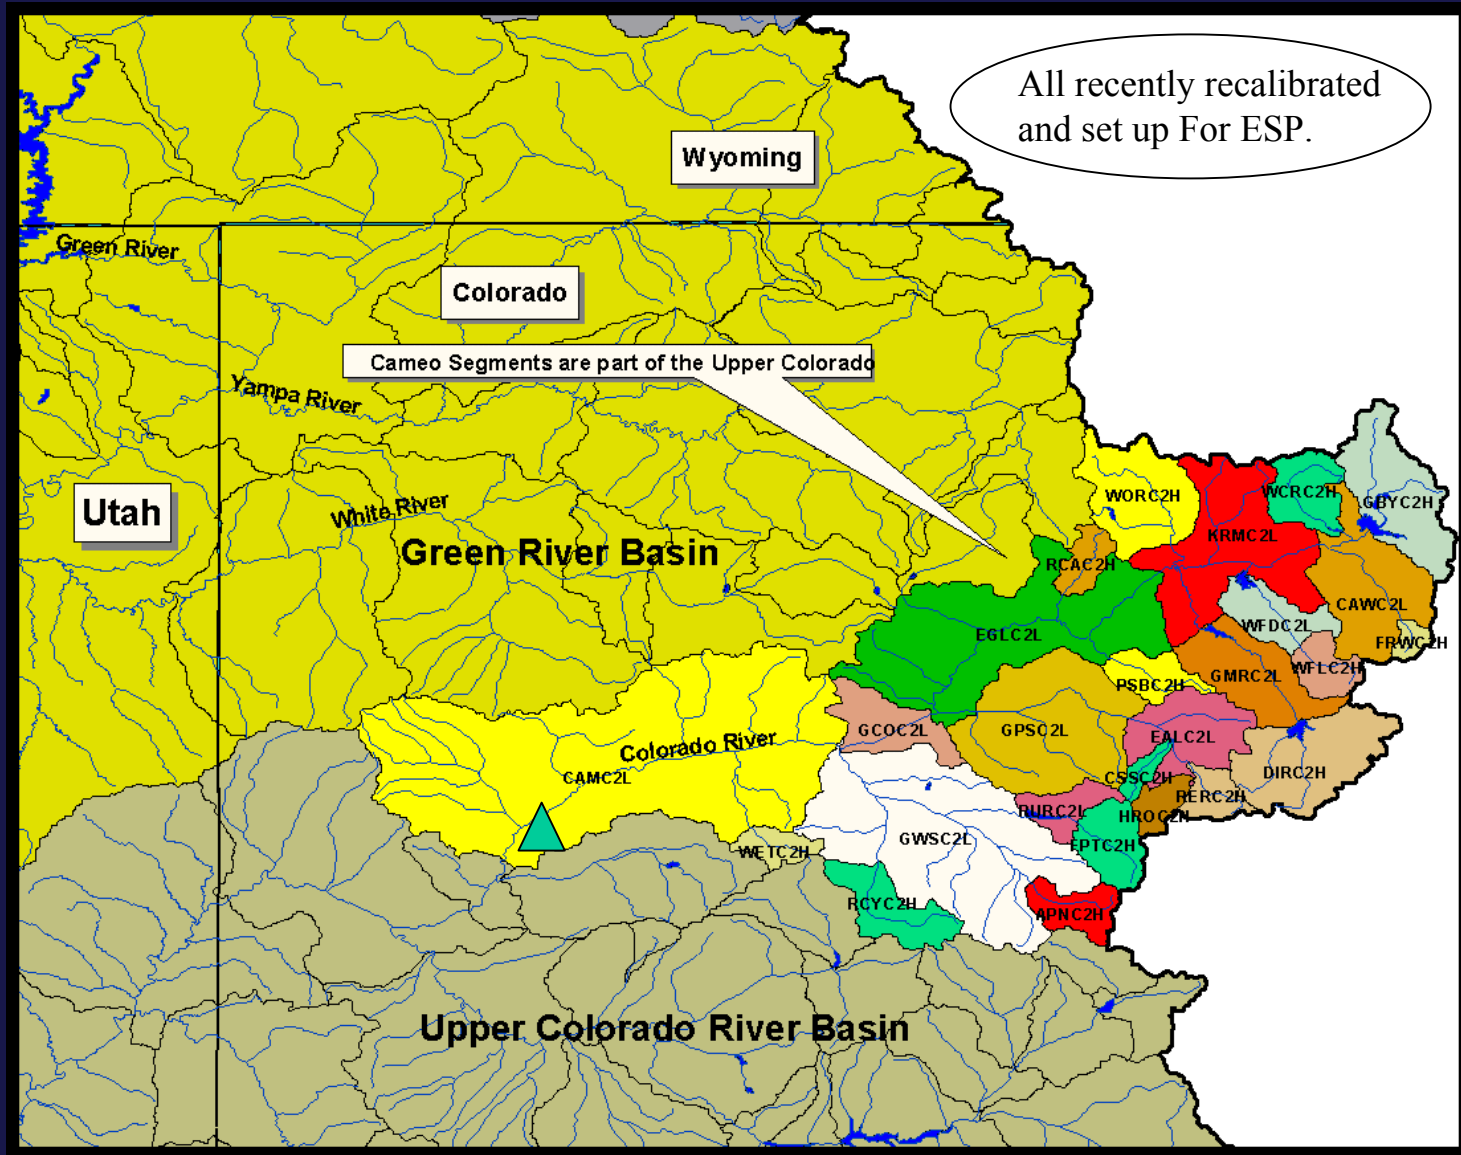 All recently recalibrated
and set up For ESP.
Wyoming
Green River
Colorado
Cameo Segments are part of the Upper Colorado
Yampa River
Utah
White River
Green River Basin
WORC2H
WCRC2H
GBYC2H
KRMC2L
RCAC2H
CAWC2L
EGLC2L
WFDC2L
FRWC2H
WFLC2H
GMRC2L
PSBC2H
GCOC2L
GPSC2L
EALC2L
Colorado River
CAMC2L
CSSC2H
DIRC2H
RERC2H
RURC2L
HROC2H
GWSC2L
EPTC2H
WETC2H
RCYC2H
APNC2H
Upper Colorado River Basin